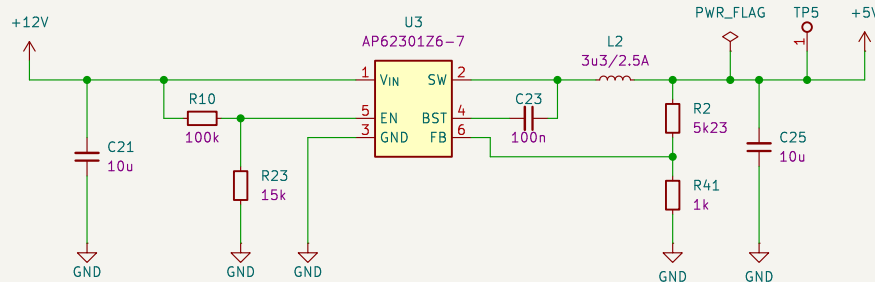 PWR_FLAG
TP5
+5V
+12V
U3
AP62301Z6-7
L2
3u3/2.5A
1
1
VIN
SW
2
R10
100k
5
EN
BST
4
C23
100n
R2
5k23
3
GND
FB
6
C21
10u
C25
10u
R23
15k
R41
1k
GND
GND
GND
GND
GND